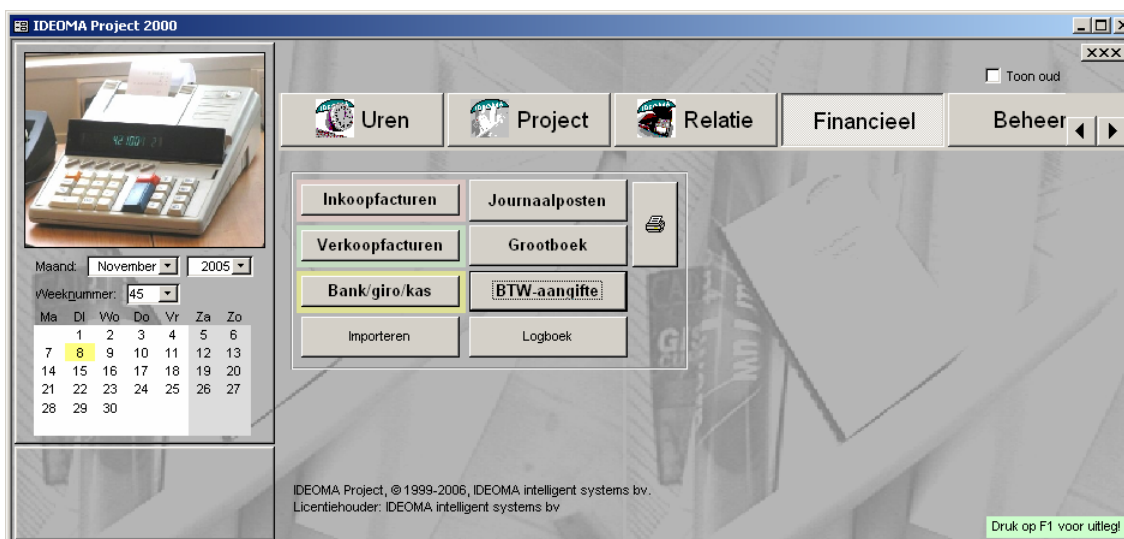 IDEOMA Project 2000
XXX
Toon oud
Uren
Project
Relatie
Financieel
Beheer
Inkoopfacturen
Journaalposten
Verkoopfacturen
Grootboek
Bank/giro/kas
BTW-aangifte
Importeren
Logboek
Maand: November 2005
Weeknummer: 45
Ma Di Wo Do Vr Za Zo
1 2 3 4 5 6
7 8 9 10 11 12 13
14 15 16 17 18 19 20
21 22 23 24 25 26 27
28 29 30
IDEOMA Project, © 1999-2006, IDEOMA intelligent systems bv.
Licentiehouder: IDEOMA intelligent systems bv
Druk op F1 voor uitleg!